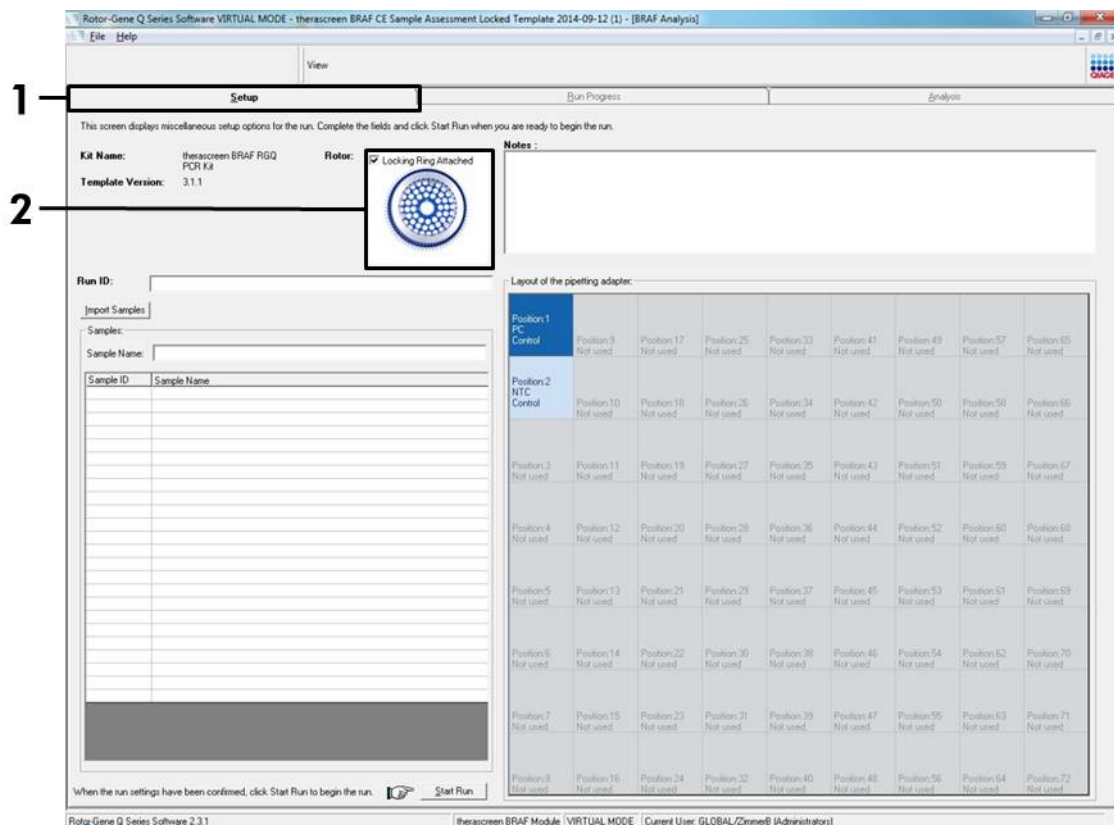 Rotor-Gene Q Series Software VIRTUAL MODE - therascreen BRAF CE Sample Assessment Locked Template 2014-09-12 (1) - [BRAF Analysis]
File Help
View
QIAGEN
1
Setup
Run Progress
Analysis
This screen displays miscellaneous setup options for the run. Complete the fields and click Start Run when you are ready to begin the run.
Kit Name: therascreen BRAF RGQ PCR Kit
Template Version: 3.1.1
Rotor:
Locking Ring Attached
Notes :
2
Run ID:
Import Samples
Samples:
Sample Name:
Sample ID Sample Name
When the run settings have been confirmed, click Start Run to begin the run.
Start Run
Layout of the pipetting adapter:
Position:1 PC Control
Position:9 Not used
Position:17 Not used
Position:25 Not used
Position:33 Not used
Position:41 Not used
Position:49 Not used
Position:57 Not used
Position:65 Not used
Position:2 NTC Control
Position:10 Not used
Position:18 Not used
Position:26 Not used
Position:34 Not used
Position:42 Not used
Position:50 Not used
Position:58 Not used
Position:66 Not used
Position:3 Not used
Position:11 Not used
Position:19 Not used
Position:27 Not used
Position:35 Not used
Position:43 Not used
Position:51 Not used
Position:59 Not used
Position:67 Not used
Position:4 Not used
Position:12 Not used
Position:20 Not used
Position:28 Not used
Position:36 Not used
Position:44 Not used
Position:52 Not used
Position:60 Not used
Position:68 Not used
Position:5 Not used
Position:13 Not used
Position:21 Not used
Position:29 Not used
Position:37 Not used
Position:45 Not used
Position:53 Not used
Position:61 Not used
Position:69 Not used
Position:6 Not used
Position:14 Not used
Position:22 Not used
Position:30 Not used
Position:38 Not used
Position:46 Not used
Position:54 Not used
Position:62 Not used
Position:70 Not used
Position:7 Not used
Position:15 Not used
Position:23 Not used
Position:31 Not used
Position:39 Not used
Position:47 Not used
Position:55 Not used
Position:63 Not used
Position:71 Not used
Position:8 Not used
Position:16 Not used
Position:24 Not used
Position:32 Not used
Position:40 Not used
Position:48 Not used
Position:56 Not used
Position:64 Not used
Position:72 Not used
Rotor-Gene Q Series Software 2.3.1
therascreen BRAF Module
VIRTUAL MODE
Current User: GLOBAL/ZimmerB (Administrators)